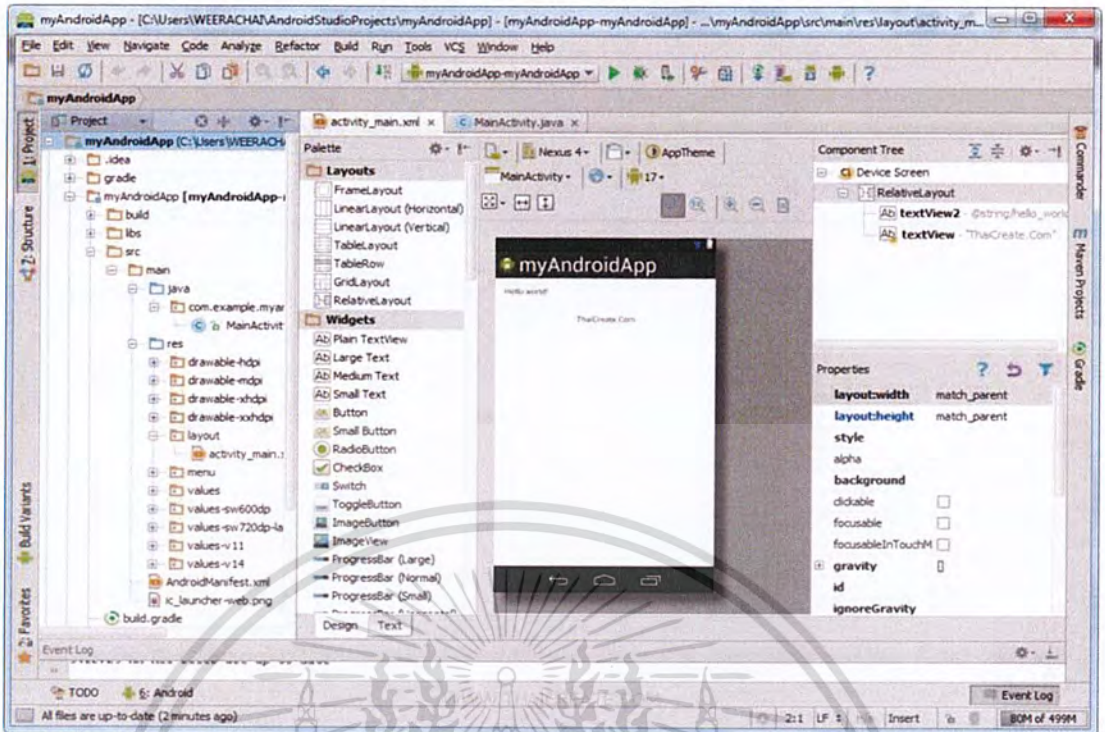 myAndroidApp - [C:\Users\WEERACHAI\AndroidStudioProjects\myAndroidApp] - [myAndroidApp-myAndroidApp] - ...\myAndroidApp\src\main\res\layout\activity_m...
File Edit View Navigate Code Analyze Refactor Build Run Tools VCS Window Help
myAndroidApp-myAndroidApp
myAndroidApp
1: Project
2: Structure
Build Variants
2: Favorites
Project
myAndroidApp (C:\Users\WEERACH
.idea
gradle
myAndroidApp [myAndroidApp-
build
libs
src
main
java
com.example.myar
MainActivit
res
drawable-hdpi
drawable-mdpi
drawable-xhdpi
drawable-xxhdpi
layout
activity_main.
menu
values
values-sw600dp
values-sw720dp-la
values-v11
values-v14
AndroidManifest.xml
ic_launcher-web.png
build.gradle
activity_main.xml
MainActivity.java
Palette
Layouts
FrameLayout
LinearLayout (Horizontal)
LinearLayout (Vertical)
TableLayout
TableRow
GridLayout
RelativeLayout
Widgets
Ab Plain TextView
Ab Large Text
Ab Medium Text
Ab Small Text
Button
Small Button
RadioButton
CheckBox
Switch
ToggleButton
ImageButton
ImageView
ProgressBar (Large)
ProgressBar (Normal)
ProgressBar (Small)
Design Text
Nexus 4 AppTheme
MainActivity 17
myAndroidApp
Hello world!
ThaiCreate.Com
Component Tree
Device Screen
RelativeLayout
Ab textView2 - @string/hello_world
Ab textView - "ThaiCreate.Com"
Properties
layout:width match_parent
layout:height match_parent
style
alpha
background
clickable
focusable
focusableInTouchM
gravity []
id
ignoreGravity
Commander
m Maven Projects
Gradle
Event Log
TODO 6: Android Event Log
All files are up-to-date (2 minutes ago) 2:1 LF Insert 80M of 499M